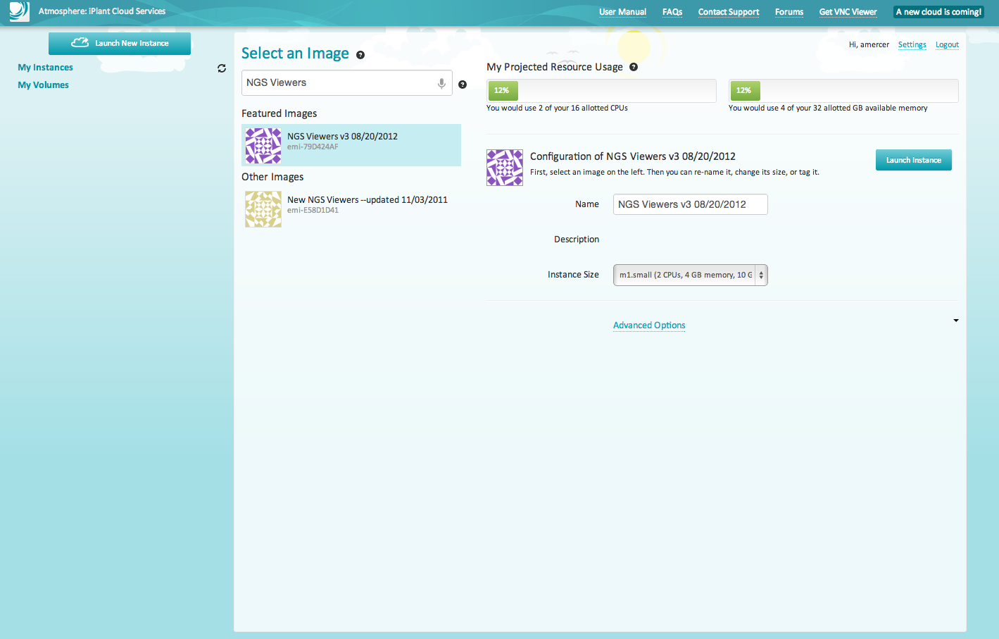 Atmosphere: iPlant Cloud Services
User Manual
FAQs
Contact Support
Forums
Get VNC Viewer
A new cloud is coming!
Launch New Instance
My Instances
My Volumes
Select an Image ?
NGS Viewers
?
Featured Images
NGS Viewers v3 08/20/2012
emi-79D424AF
Other Images
New NGS Viewers --updated 11/03/2011
emi-E58D1D41
Hi, amercer
Settings
Logout
My Projected Resource Usage ?
12%
You would use 2 of your 16 allotted CPUs
12%
You would use 4 of your 32 allotted GB available memory
Configuration of NGS Viewers v3 08/20/2012
First, select an image on the left. Then you can re-name it, change its size, or tag it.
Launch Instance
Name
NGS Viewers v3 08/20/2012
Description
Instance Size
m1.small (2 CPUs, 4 GB memory, 10 G
Advanced Options